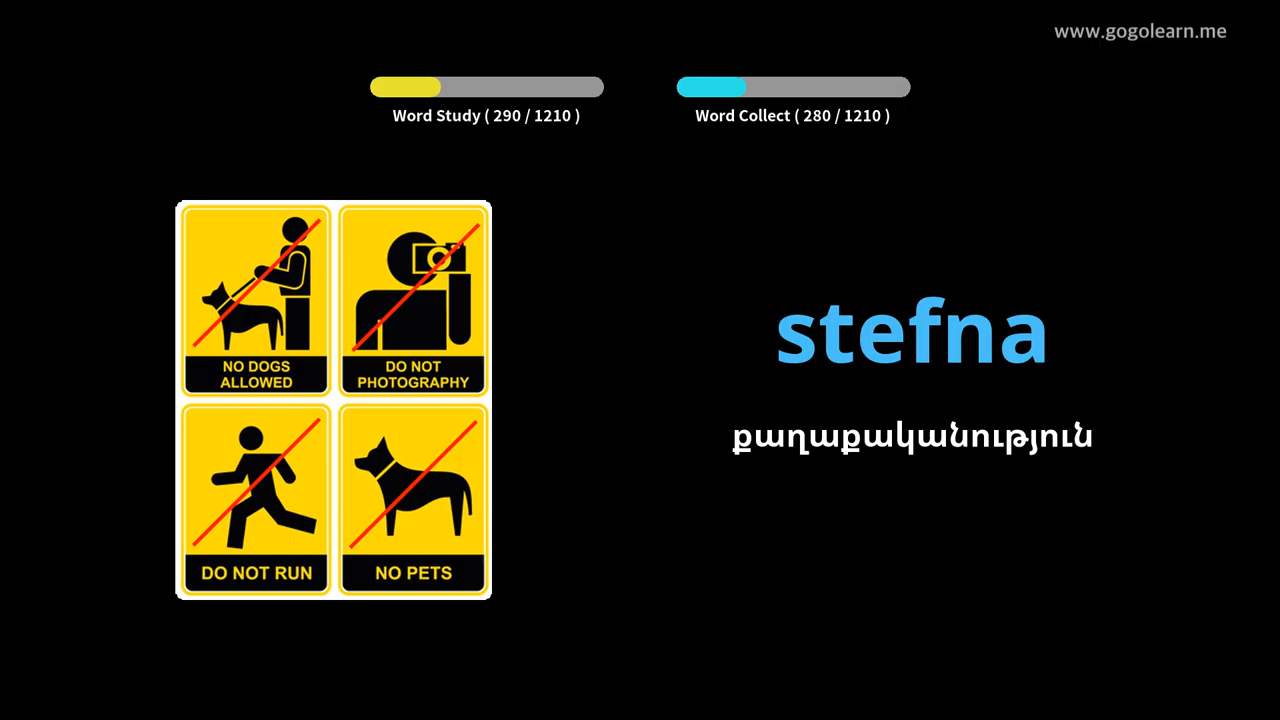 www.gogolearn.me
Word Study ( 290 / 1210 )
Word Collect ( 280 / 1210 )
NO DOGS
ALLOWED
DO NOT
PHOTOGRAPHY
DO NOT RUN
NO PETS
stefna
քաղաքականություն